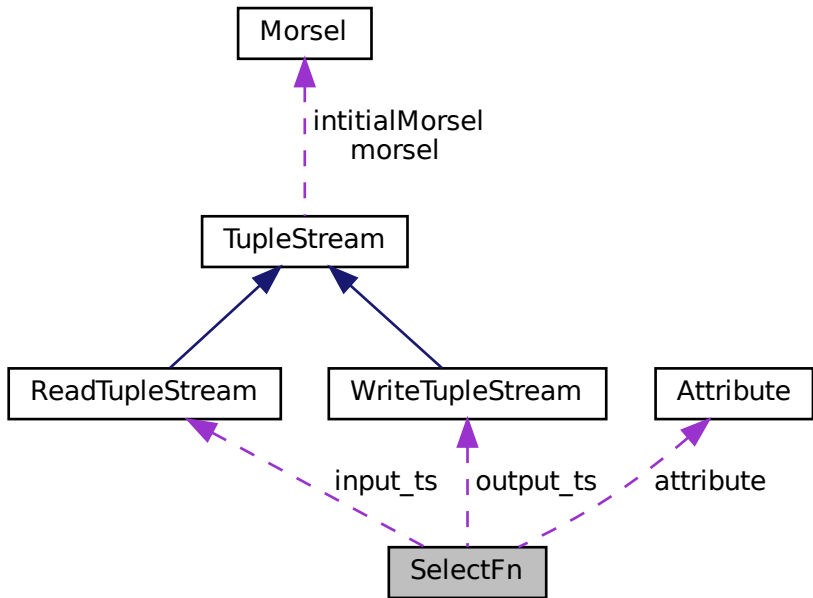 Morsel
intitialMorsel
morsel
TupleStream
ReadTupleStream
WriteTupleStream
Attribute
input_ts
output_ts
attribute
SelectFn